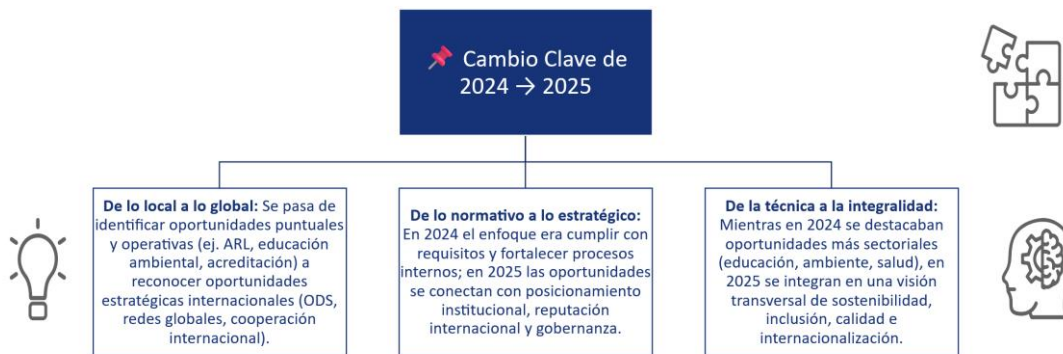 📌 Cambio Clave de
2024 → 2025
De lo local a lo global: Se pasa de
identificar oportunidades puntuales
y operativas (ej. ARL, educación
ambiental, acreditación) a
reconocer oportunidades
estratégicas internacionales (ODS,
redes globales, cooperación
internacional).
De lo normativo a lo estratégico:
En 2024 el enfoque era cumplir con
requisitos y fortalecer procesos
internos; en 2025 las oportunidades
se conectan con posicionamiento
institucional, reputación
internacional y gobernanza.
De la técnica a la integralidad:
Mientras en 2024 se destacaban
oportunidades más sectoriales
(educación, ambiente, salud), en
2025 se integran en una visión
transversal de sostenibilidad,
inclusión, calidad e
internacionalización.